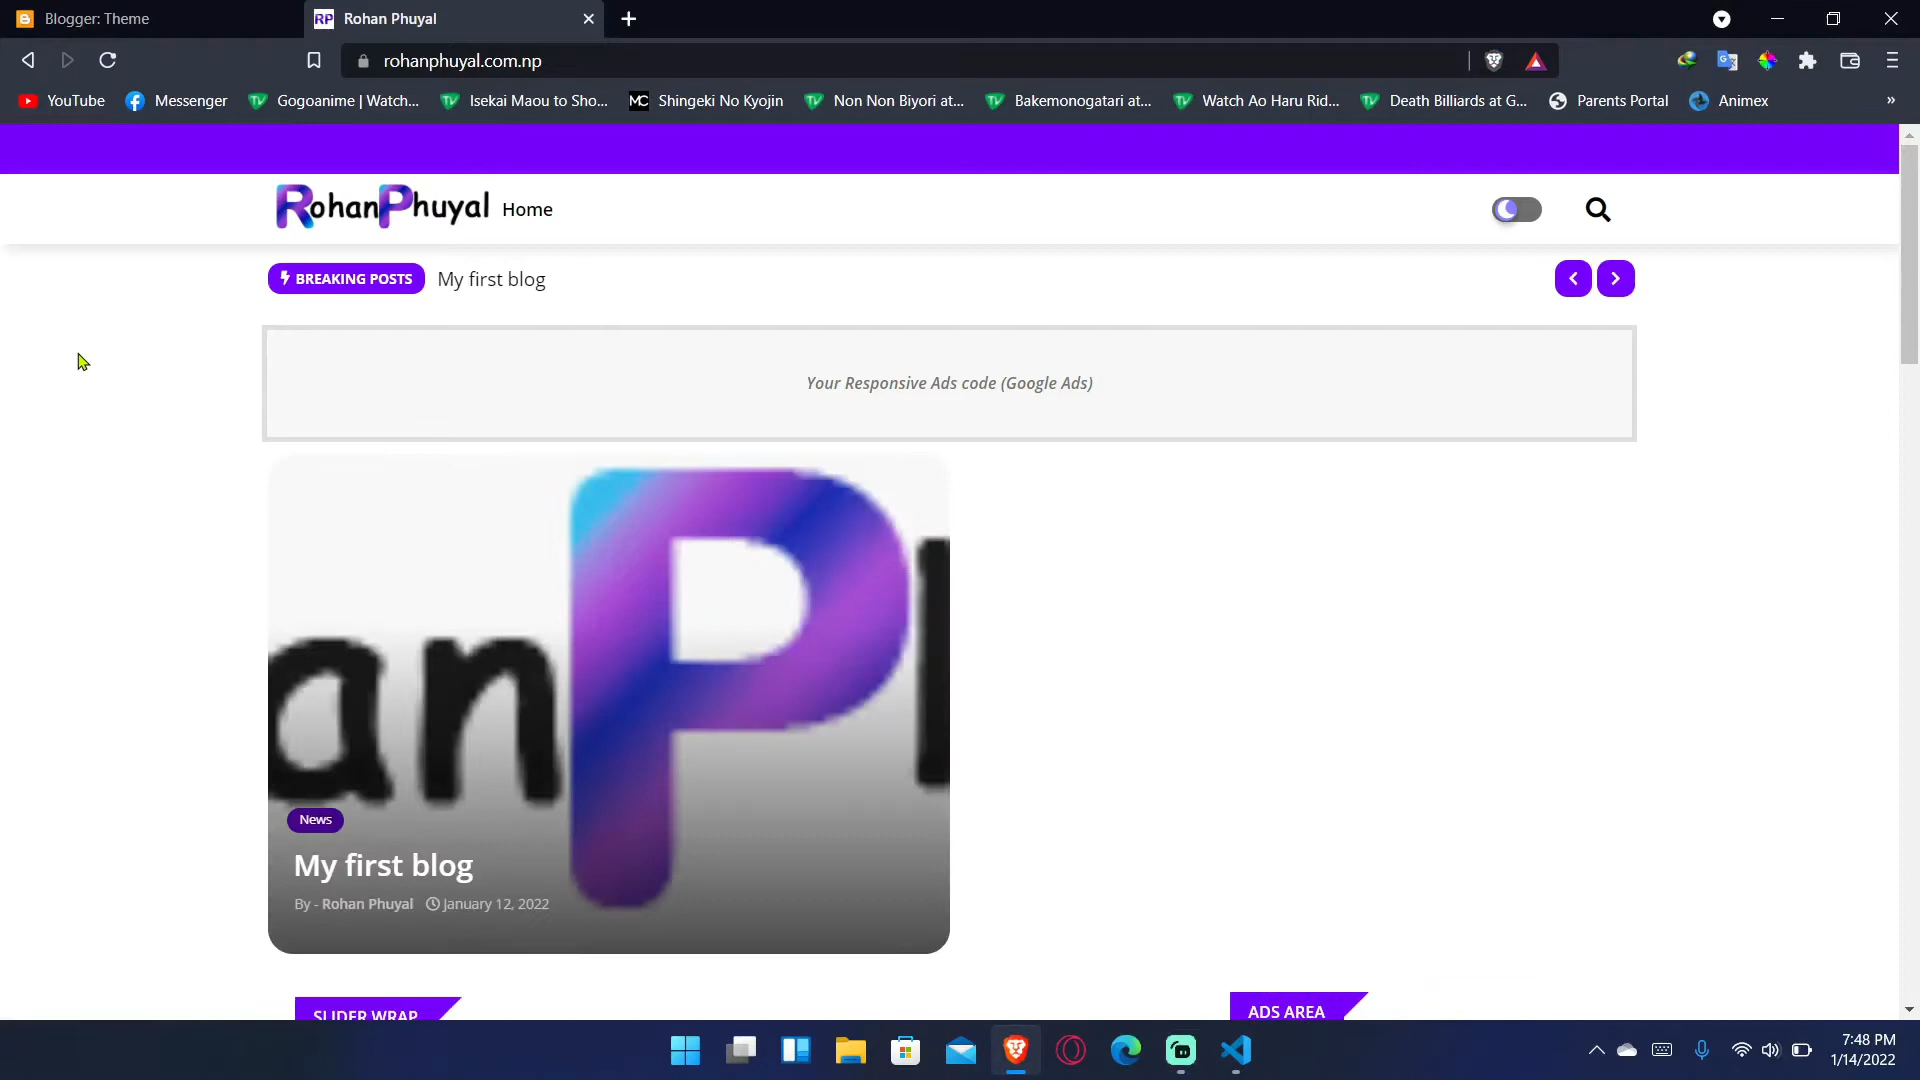 Blogger: Theme
RP Rohan Phuyal
rohanphuyal.com.np
YouTube Messenger Gogoanime | Watch... Isekai Maou to Sho... MC Shingeki No Kyojin Non Non Biyori at... Bakemonogatari at... Watch Ao Haru Rid... Death Billiards at G... Parents Portal Animex »
RohanPhuyal Home
BREAKING POSTS My first blog
Your Responsive Ads code (Google Ads)
an P
News
My first blog
By - Rohan Phuyal January 12, 2022
SLIDER WRAP
ADS AREA
7:48 PM
1/14/2022